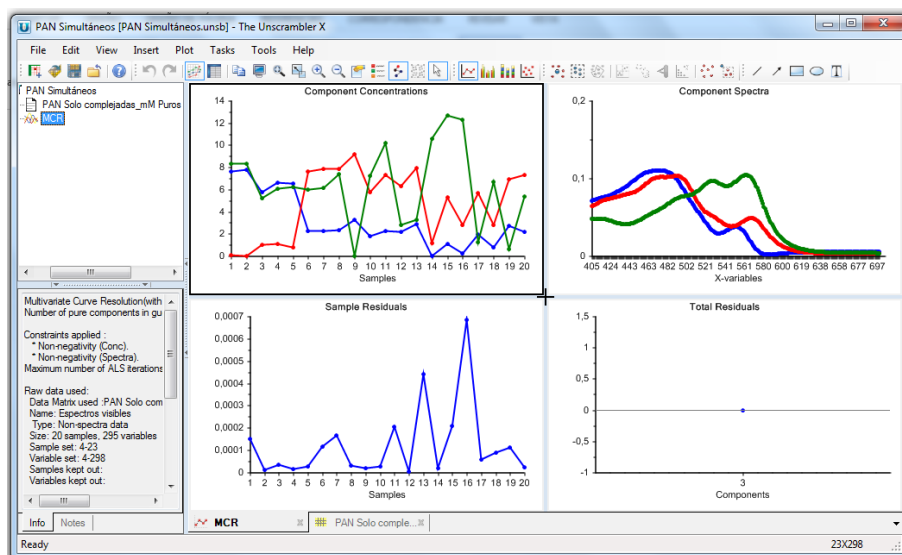 PAN Simultáneos [PAN Simultáneos.unsb] - The Unscrambler X
File Edit View Insert Plot Tasks Tools Help
PAN Simultáneos
PAN Solo complejadas_mM Puros
MCR
Multivariate Curve Resolution(with
Number of pure components in gu
Constraints applied :
* Non-negativity (Conc).
* Non-negativity (Spectra).
Maximum number of ALS iterations
Raw data used:
Data Matrix used :PAN Solo com
Name: Espectros visibles
Type: Non-spectra data
Size: 20 samples, 295 variables
Sample set: 4-23
Variable set: 4-298
Samples kept out:
Variables kept out:
Info Notes
Component Concentrations
14
12
10
8
6
4
2
0
1 2 3 4 5 6 7 8 9 10 11 12 13 14 15 16 17 18 19 20
Samples
Component Spectra
0,2
0,1
0
405 424 443 463 482 502 521 541 561 580 600 619 638 658 677 697
X-variables
Sample Residuals
0,0007
0,0006
0,0005
0,0004
0,0003
0,0002
0,0001
0
1 2 3 4 5 6 7 8 9 10 11 12 13 14 15 16 17 18 19 20
Samples
Total Residuals
1,5
1
0,5
0
-0,5
-1
3
Components
MCR PAN Solo comple...
Ready 23X298